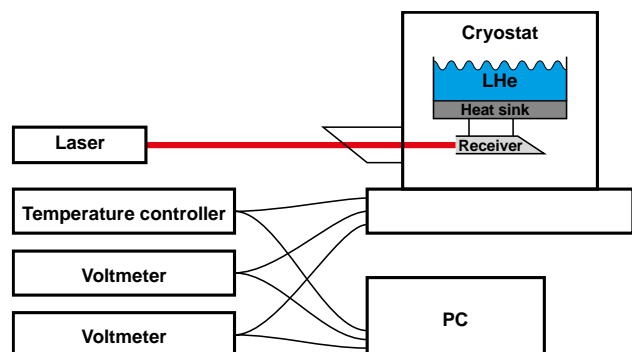 Cryostat
LHe
Heat sink
Laser
Receiver
Temperature controller
Voltmeter
PC
Voltmeter